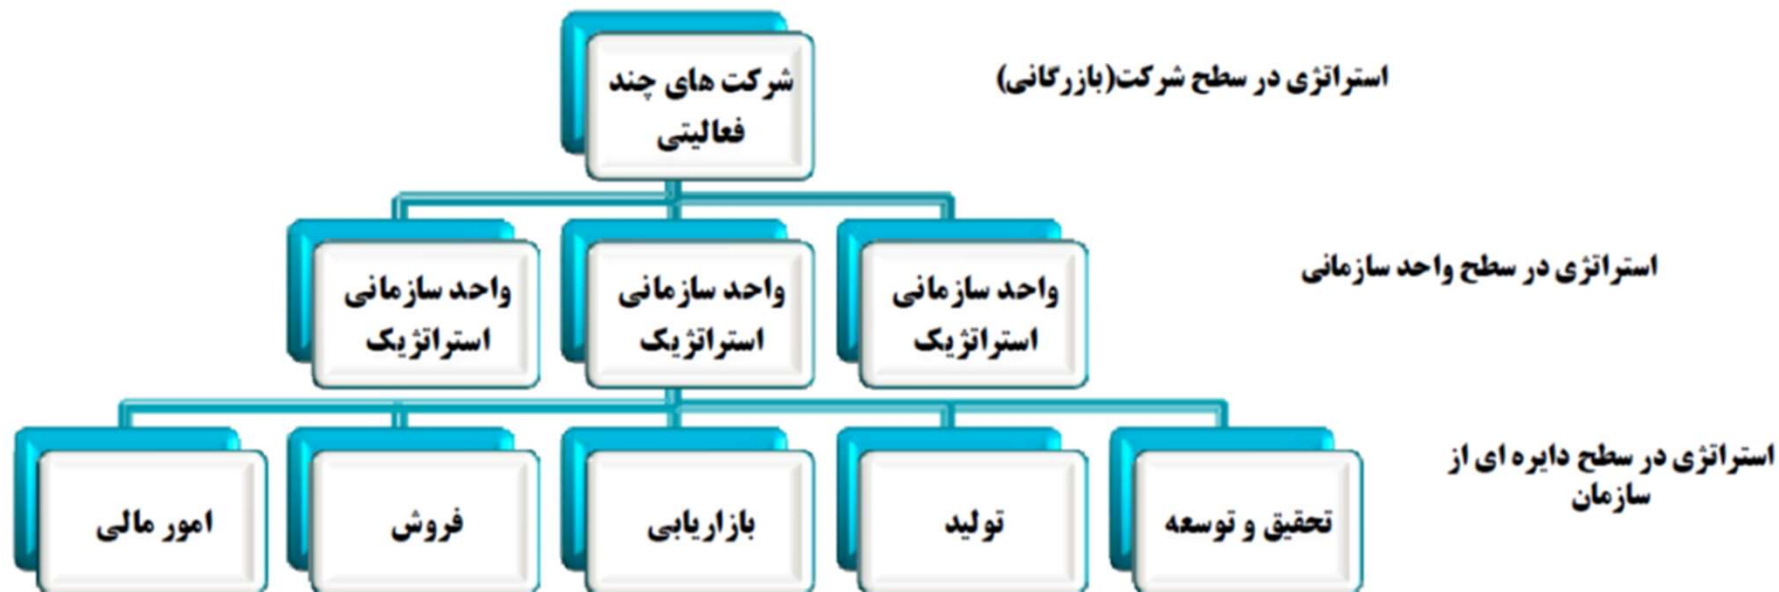 شرکت های چند
فعالیتی
استراتژی در سطح شرکت(بازرگانی)
واحد سازمانی
استراتژیک
واحد سازمانی
استراتژیک
واحد سازمانی
استراتژیک
استراتژی در سطح واحد سازمانی
استراتژی در سطح دایره ای از
سازمان
تحقیق و توسعه
تولید
بازاریابی
فروش
امور مالی